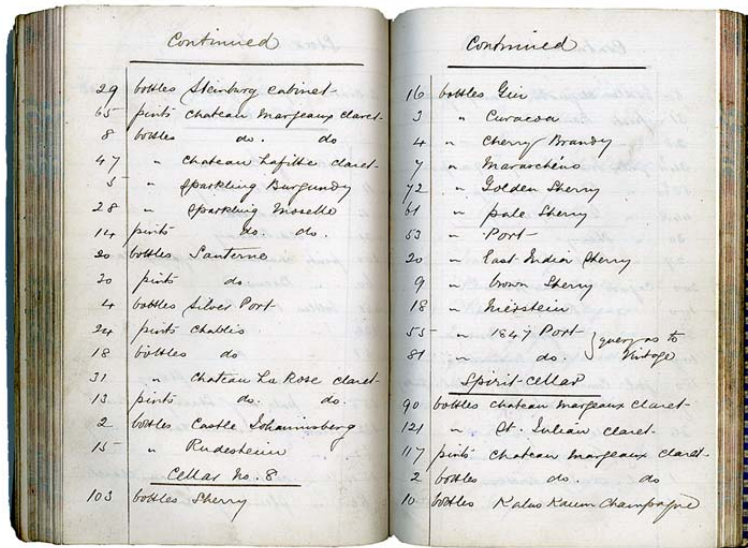 Continued
29 bottles Steinburg cabinet
65 pints chateau Margeaux claret
8 bottles do. do
47 " chateau Lafitte claret
5 " sparkling Burgundy
28 " sparkling Moselle
14 pints do. do.
20 bottles Sauterne
30 pints do.
4 bottles Silver Port
24 pints chablis
18 bottles do
31 " chateau La Rose claret
13 pints do. do.
2 bottles Castle Johannisberg
15 " Rudesheim
Cellar No. 8
103 bottles Sherry
Continued
16 bottles Gin
3 " Curacoa
4 " Cherry Brandy
7 " Maraschino
72 " Golden Sherry
61 " pale Sherry
53 " Port
20 " East India Sherry
9 " brown Sherry
18 " Nierstein
55 " 1847 Port } query as to
81 " do. Vintage
Spirit cellar
90 bottles chateau Margeaux claret
121 " St. Julian claret
117 pints chateau Margeaux claret
2 bottles do. do
10 bottles Champagne